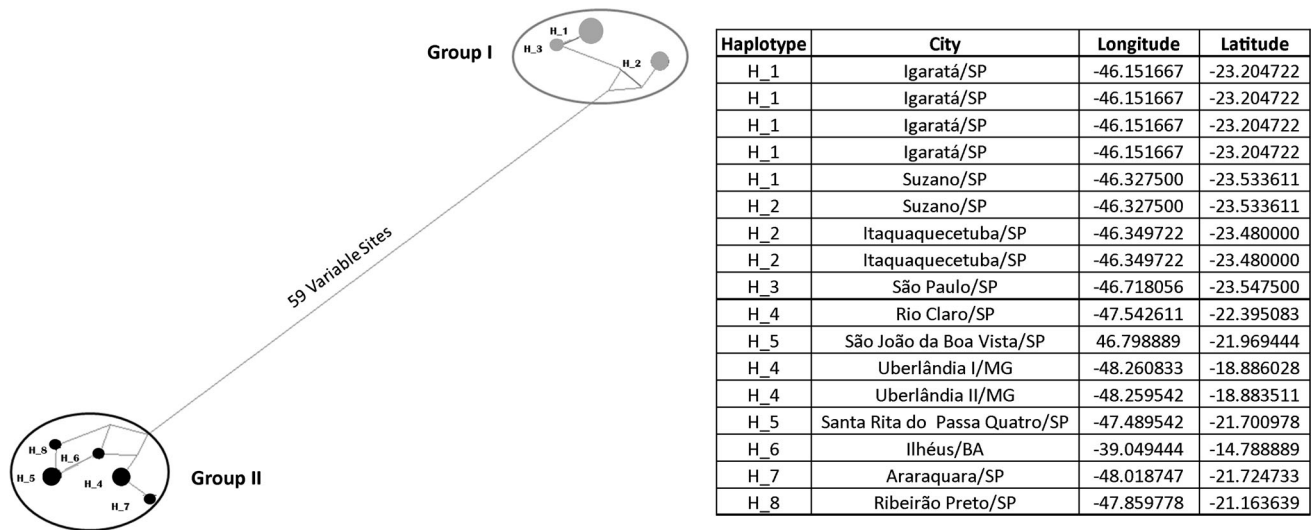 Group I
H_1
H_3
H_2
59 Variable Sites
H_8
H_6
H_5
H_4
H_7
Group II
Haplotype City Longitude Latitude
H_1 Igaratá/SP -46.151667 -23.204722
H_1 Igaratá/SP -46.151667 -23.204722
H_1 Igaratá/SP -46.151667 -23.204722
H_1 Igaratá/SP -46.151667 -23.204722
H_1 Suzano/SP -46.327500 -23.533611
H_2 Suzano/SP -46.327500 -23.533611
H_2 Itaquaquecetuba/SP -46.349722 -23.480000
H_2 Itaquaquecetuba/SP -46.349722 -23.480000
H_3 São Paulo/SP -46.718056 -23.547500
H_4 Rio Claro/SP -47.542611 -22.395083
H_5 São João da Boa Vista/SP 46.798889 -21.969444
H_4 Uberlândia I/MG -48.260833 -18.886028
H_4 Uberlândia II/MG -48.259542 -18.883511
H_5 Santa Rita do Passa Quatro/SP -47.489542 -21.700978
H_6 Ilhéus/BA -39.049444 -14.788889
H_7 Araraquara/SP -48.018747 -21.724733
H_8 Ribeirão Preto/SP -47.859778 -21.163639